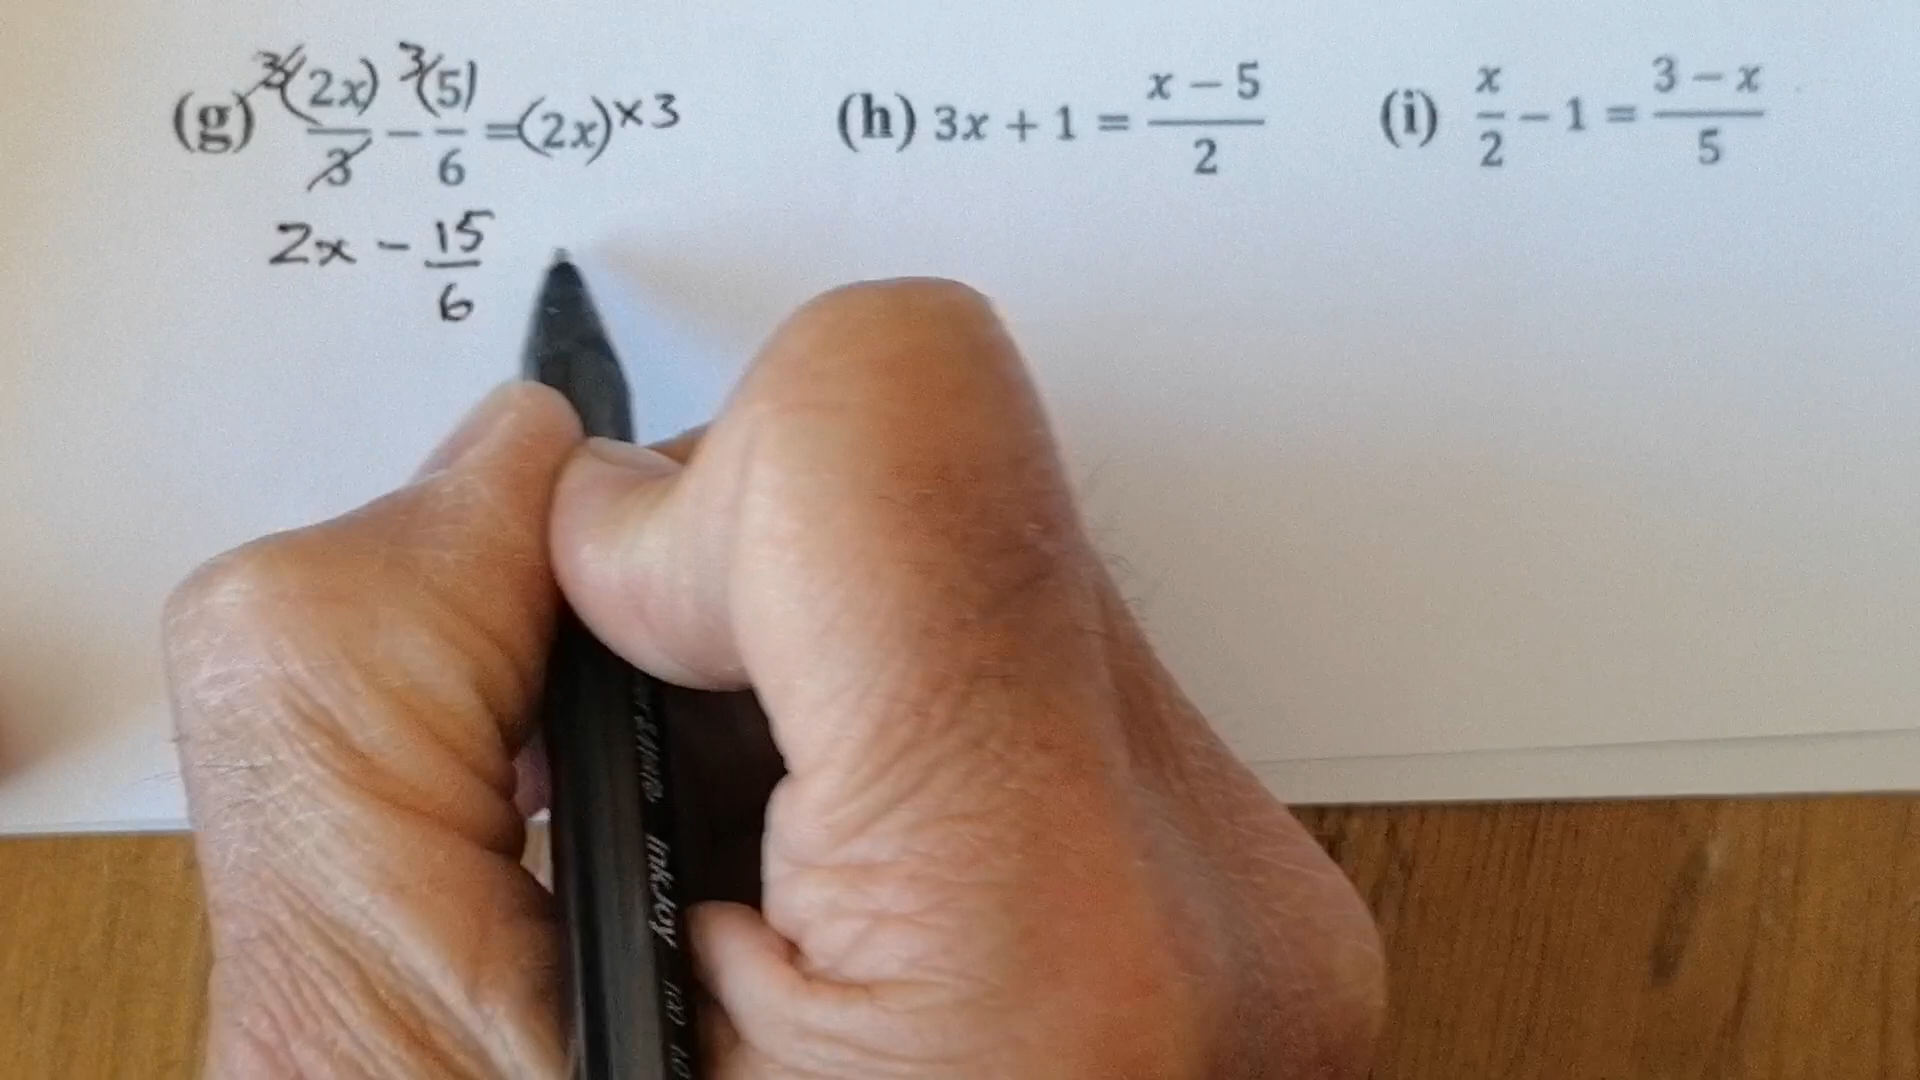 (g) 3(2x)/3 - 3(5)/6 = (2x)×3
(h) 3x + 1 = (x - 5)/2
(i) x/2 - 1 = (3 - x)/5
2x - 15/6
InkJoy